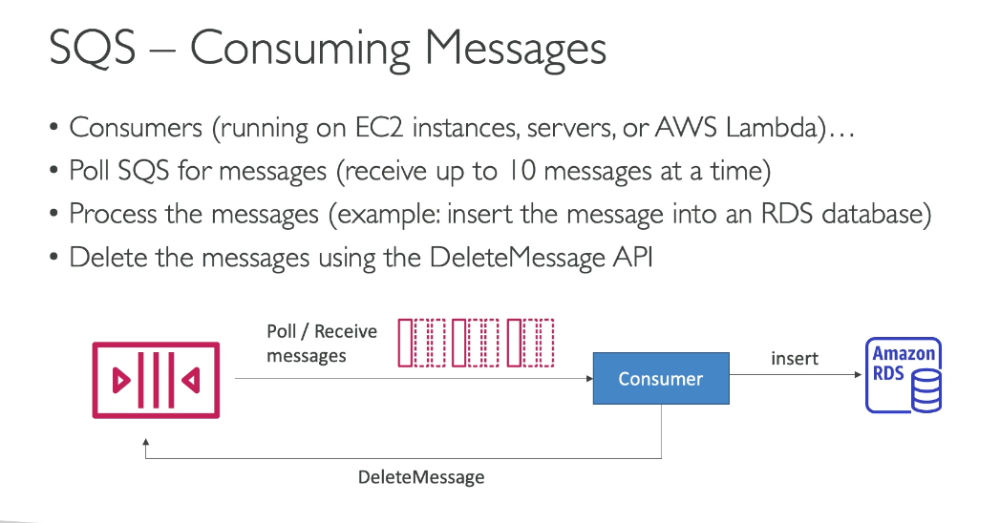 SQS – Consuming Messages
• Consumers (running on EC2 instances, servers, or AWS Lambda)…
• Poll SQS for messages (receive up to 10 messages at a time)
• Process the messages (example: insert the message into an RDS database)
• Delete the messages using the DeleteMessage API
Poll / Receive
messages
Consumer
insert
Amazon
RDS
DeleteMessage